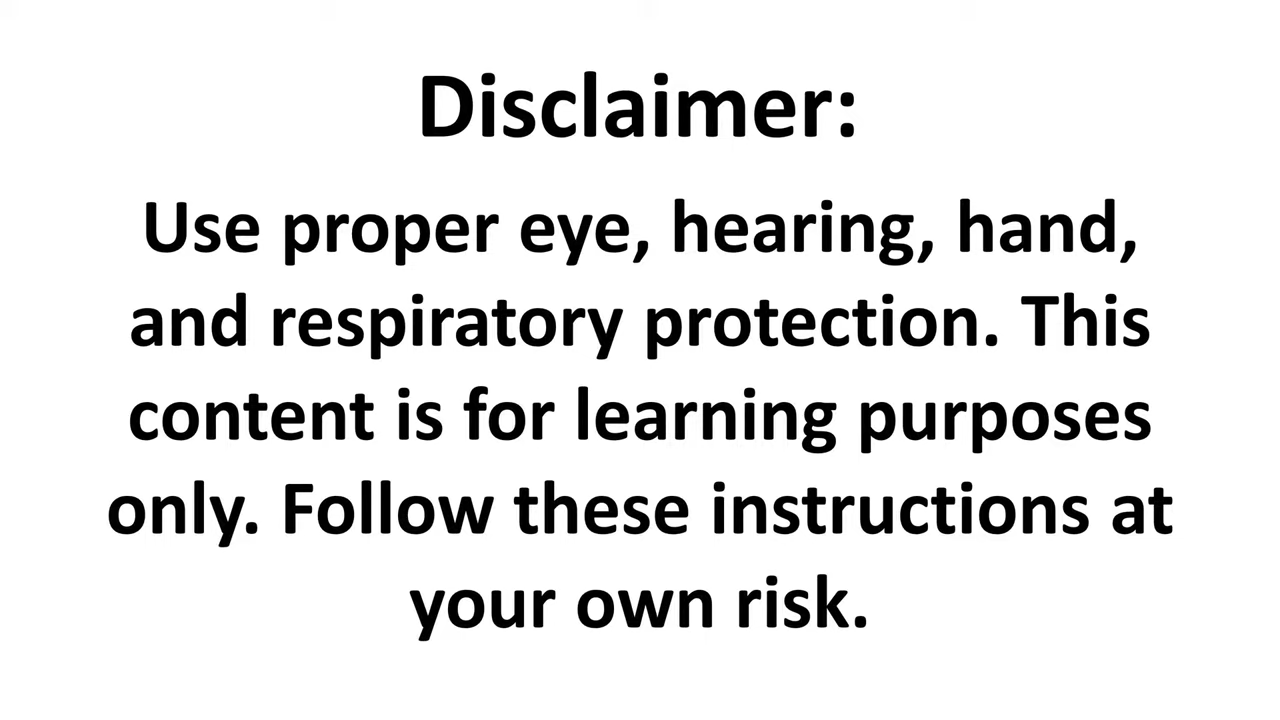 Disclaimer:
Use proper eye, hearing, hand,
and respiratory protection. This
content is for learning purposes
only. Follow these instructions at
your own risk.